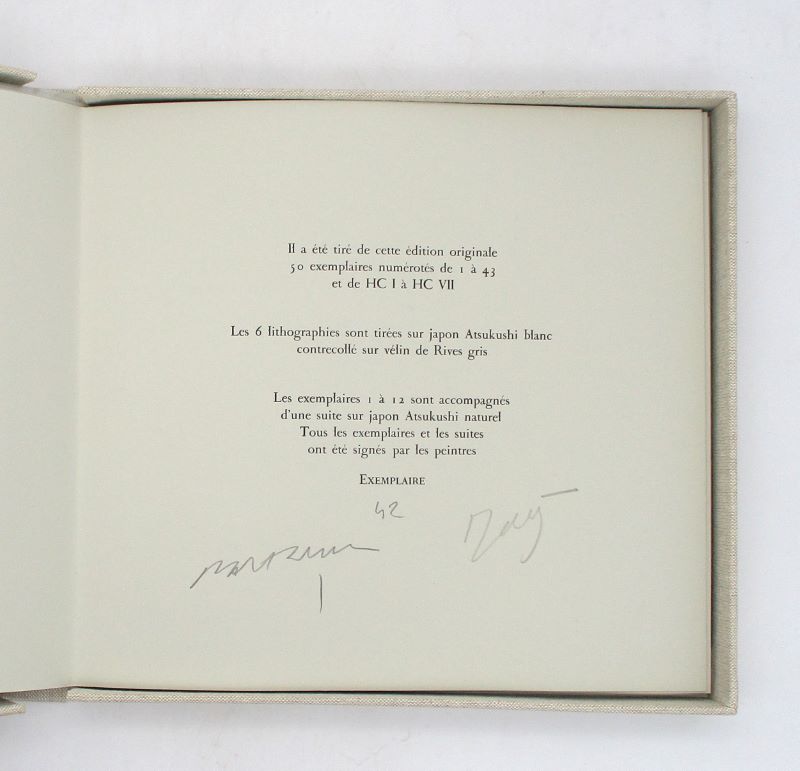 Il a été tiré de cette édition originale
50 exemplaires numérotés de 1 à 43
et de HC I à HC VII
Les 6 lithographies sont tirées sur japon Atsukushi blanc
contrecollé sur vélin de Rives gris
Les exemplaires 1 à 12 sont accompagnés
d'une suite sur japon Atsukushi naturel
Tous les exemplaires et les suites
ont été signés par les peintres
EXEMPLAIRE
42